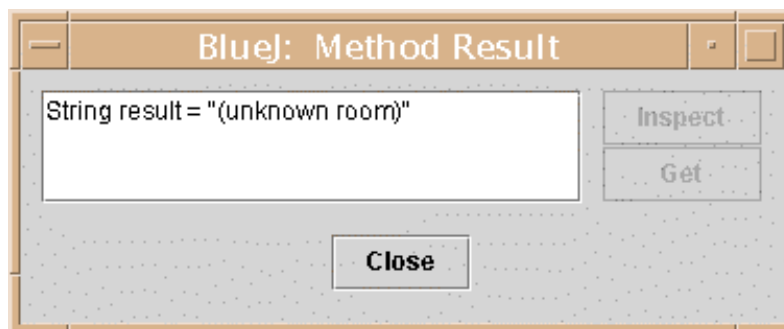 BlueJ: Method Result
String result = "(unknown room)"
Inspect
Get
Close